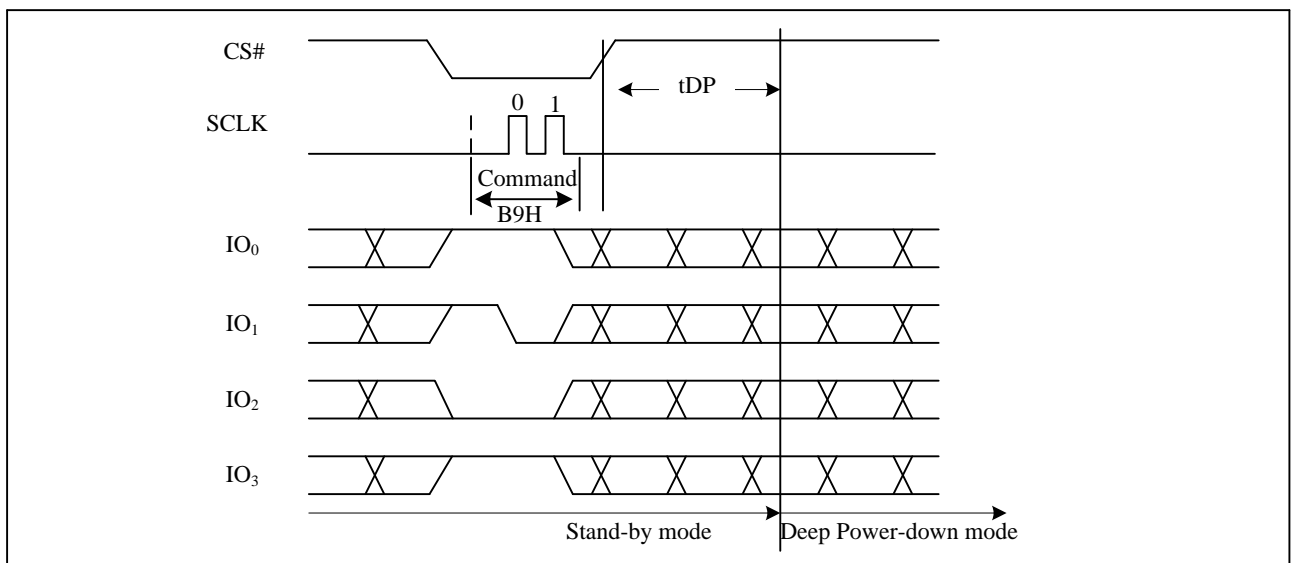 CS#
tDP
0 1
SCLK
Command
B9H
IO₀
IO₁
IO₂
IO₃
Stand-by mode
Deep Power-down mode